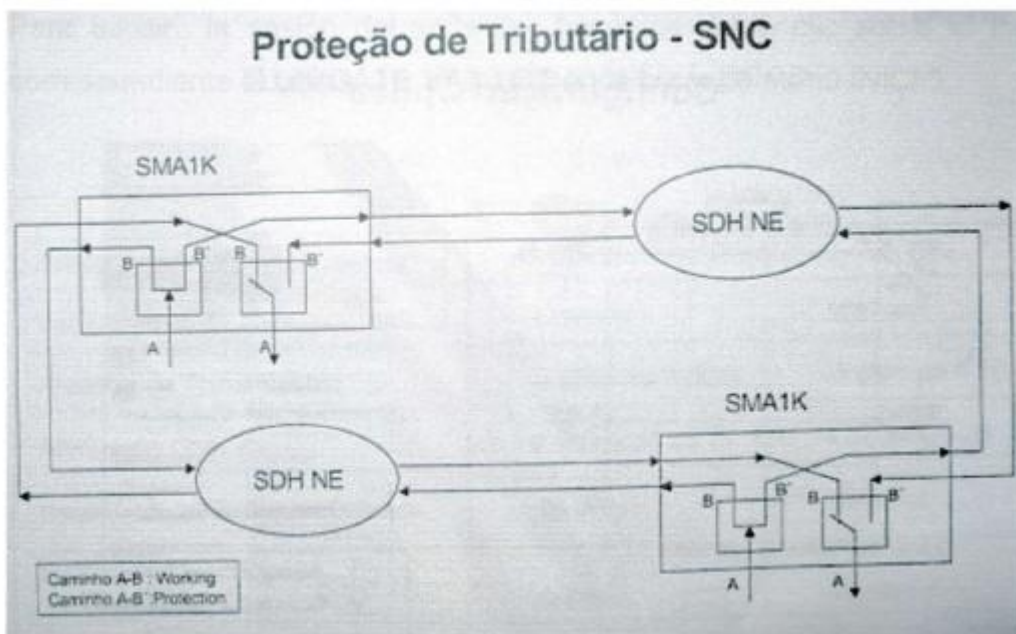 Proteção de Tributário - SNC
SMA1K
SDH NE
B B¨ B B¨
A A
SMA1K
SDH NE
B B¨ B B¨
A A
Caminho A-B : Working
Caminho A-B¨:Protection